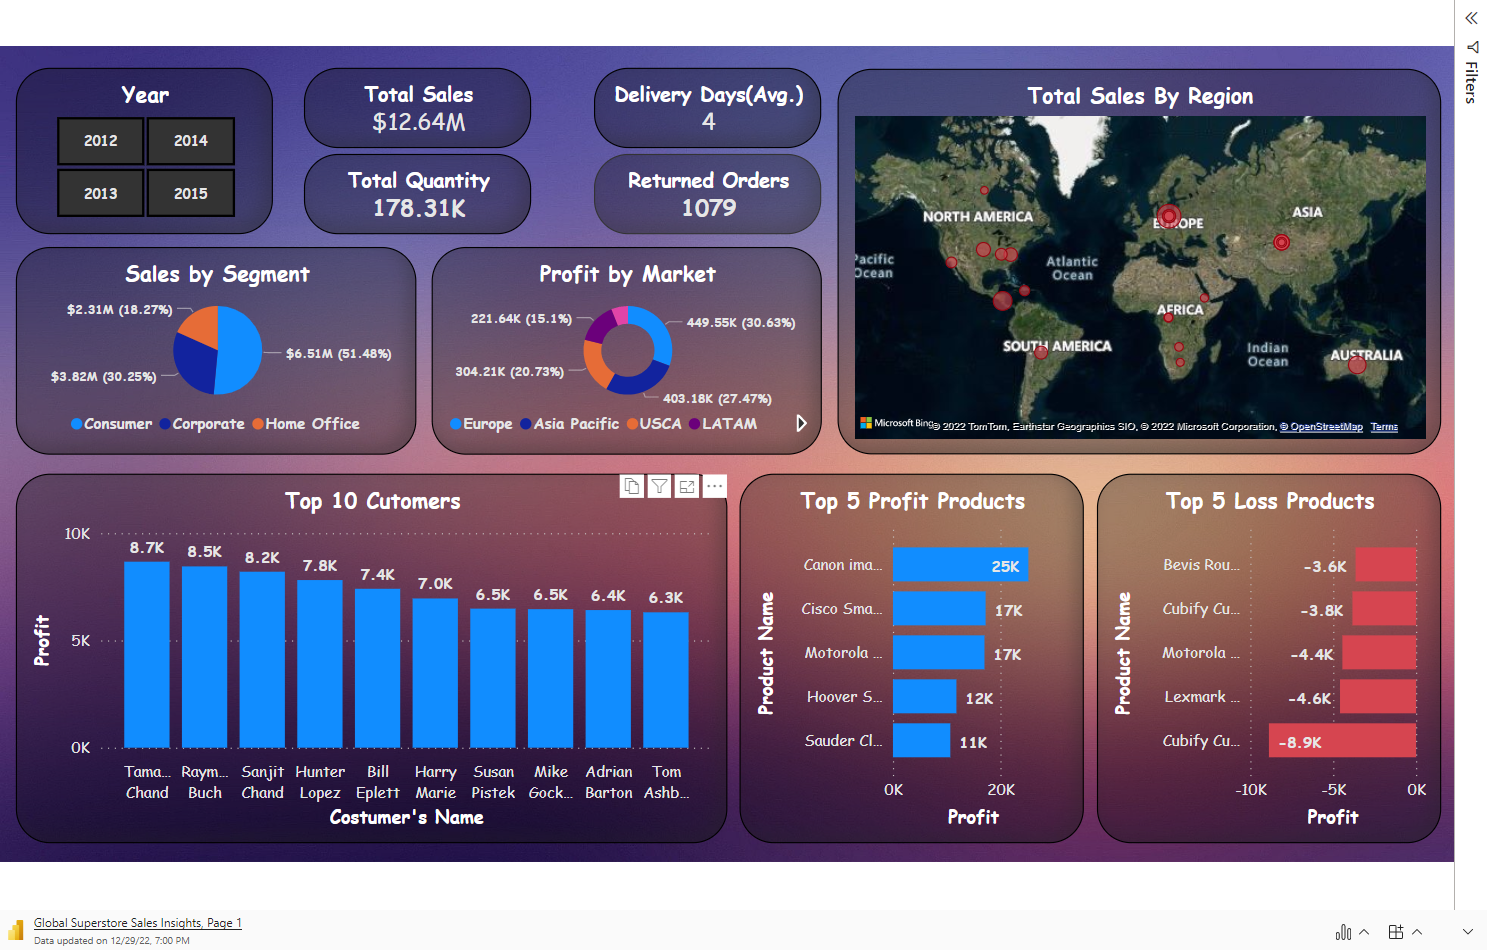 Filters
Year
2012
2014
2013
2015
Total Sales
$12.64M
Total Quantity
178.31K
Delivery Days(Avg.)
4
Returned Orders
1079
Total Sales By Region
NORTH AMERICA
EUROPE
ASIA
Pacific
Ocean
Atlantic
Ocean
AFRICA
SOUTH AMERICA
Indian
Ocean
AUSTRALIA
Microsoft Bing
© 2022 TomTom, Earthstar Geographics SIO, © 2022 Microsoft Corporation, © OpenStreetMap Terms
Sales by Segment
$2.31M (18.27%)
$6.51M (51.48%)
$3.82M (30.25%)
Consumer Corporate Home Office
Profit by Market
221.64K (15.1%)
449.55K (30.63%)
304.21K (20.73%)
403.18K (27.47%)
Europe Asia Pacific USCA LATAM
Top 10 Cutomers
Profit
10K
5K
0K
8.7K
8.5K
8.2K
7.8K
7.4K
7.0K
6.5K
6.5K
6.4K
6.3K
Tama... Raym... Sanjit Hunter Bill Harry Susan Mike Adrian Tom
Chand Buch Chand Lopez Eplett Marie Pistek Gock... Barton Ashb...
Costumer's Name
Top 5 Profit Products
Product Name
Canon ima... 25K
Cisco Sma... 17K
Motorola ... 17K
Hoover S... 12K
Sauder Cl... 11K
0K 20K
Profit
Top 5 Loss Products
Product Name
Bevis Rou... -3.6K
Cubify Cu... -3.8K
Motorola ... -4.4K
Lexmark ... -4.6K
Cubify Cu... -8.9K
-10K -5K 0K
Profit
Global Superstore Sales Insights, Page 1
Data updated on 12/29/22, 7:00 PM